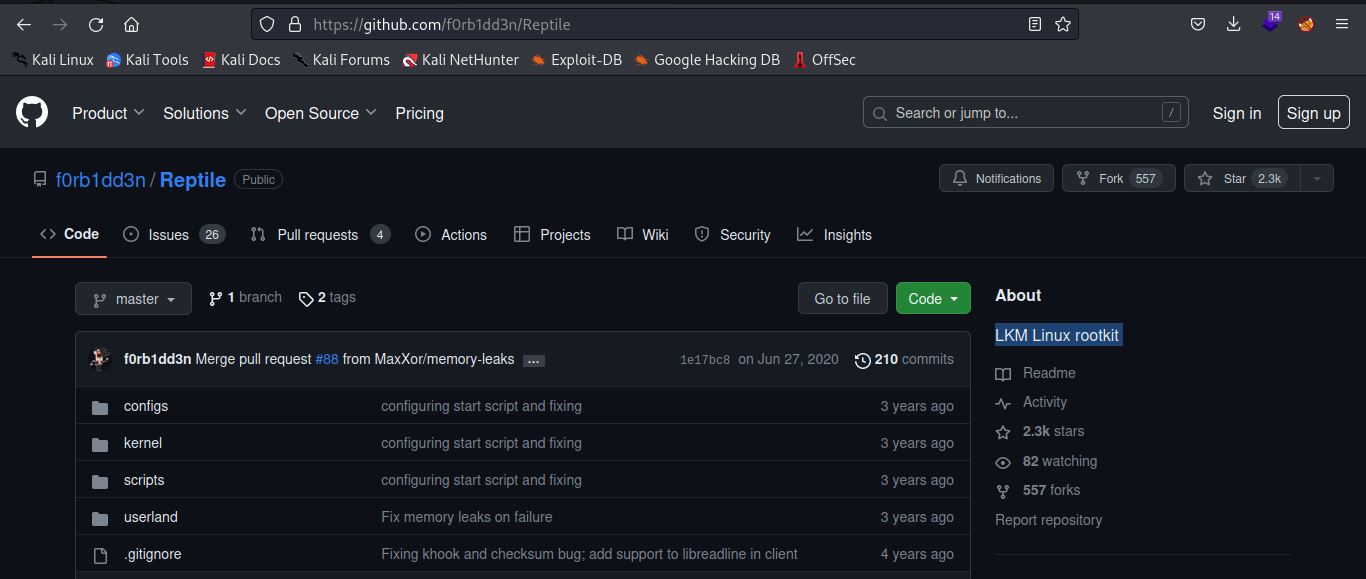 https://github.com/f0rb1dd3n/Reptile
14
Kali Linux Kali Tools Kali Docs Kali Forums Kali NetHunter Exploit-DB Google Hacking DB OffSec
Product Solutions Open Source Pricing Search or jump to... / Sign in Sign up
f0rb1dd3n / Reptile Public Notifications Fork 557 Star 2.3k
Code Issues 26 Pull requests 4 Actions Projects Wiki Security Insights
master 1 branch 2 tags Go to file Code
f0rb1dd3n Merge pull request #88 from MaxXor/memory-leaks ... 1e17bc8 on Jun 27, 2020 210 commits
configs configuring start script and fixing 3 years ago
kernel configuring start script and fixing 3 years ago
scripts configuring start script and fixing 3 years ago
userland Fix memory leaks on failure 3 years ago
.gitignore Fixing khook and checksum bug; add support to libreadline in client 4 years ago
About
LKM Linux rootkit
Readme
Activity
2.3k stars
82 watching
557 forks
Report repository